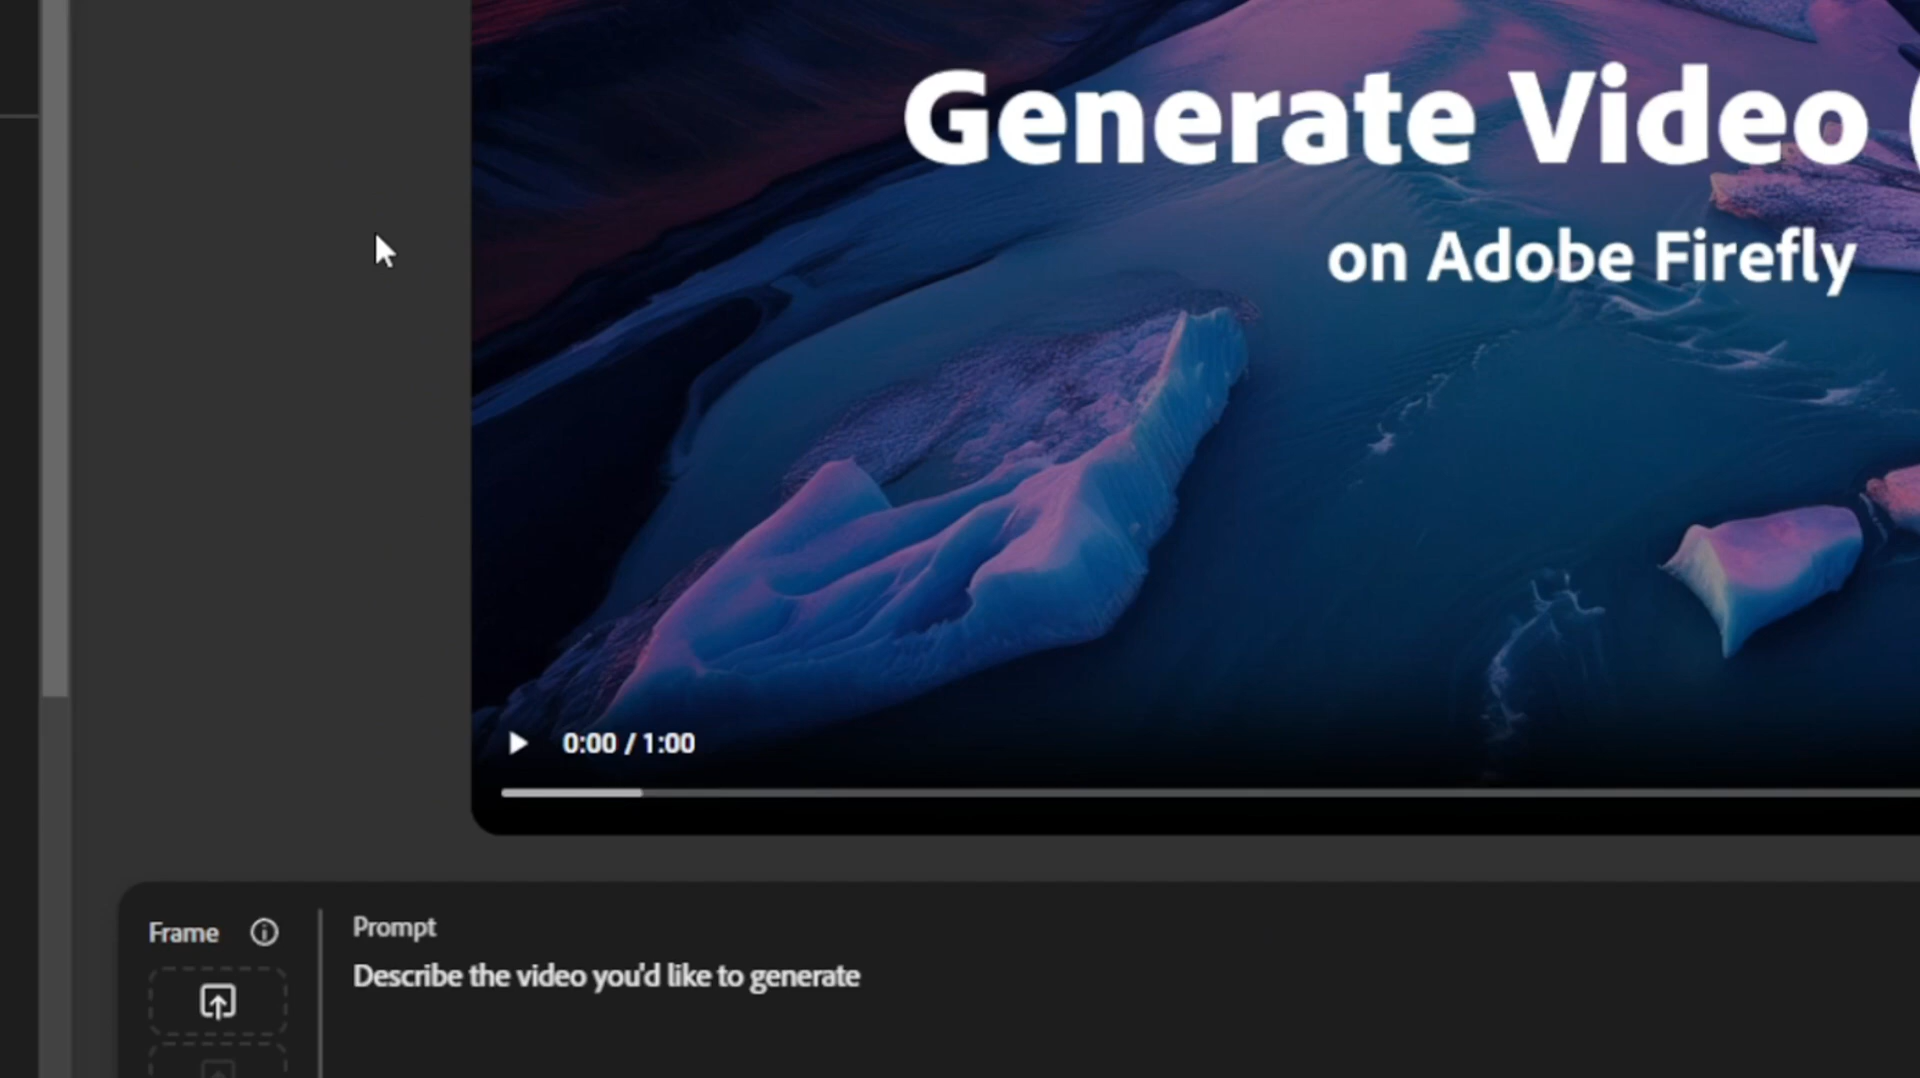 Generate Video (
on Adobe Firefly
0:00 / 1:00
Frame
Prompt
Describe the video you'd like to generate